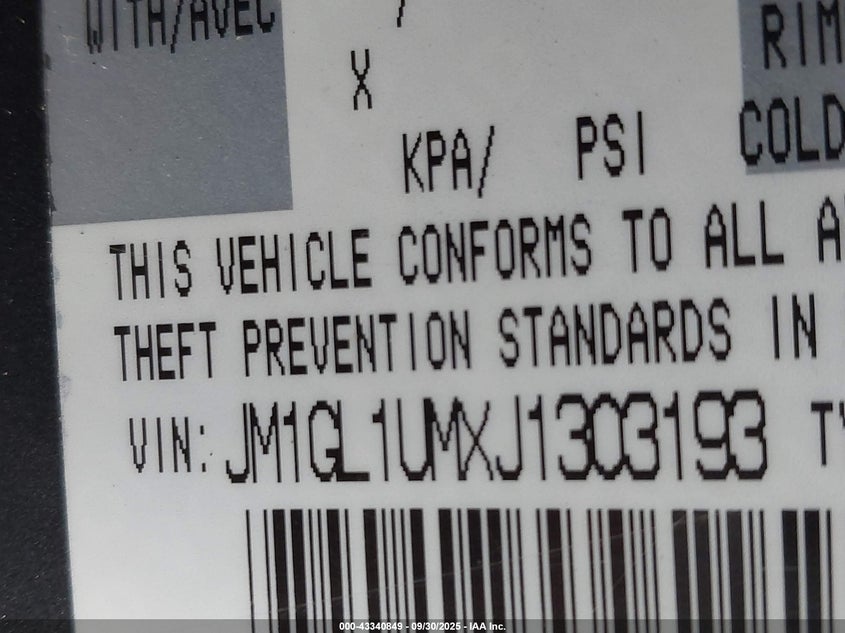 WITH/AVEC / RIM
X
KPA/ PSI COLD
THIS VEHICLE CONFORMS TO ALL A
THEFT PREVENTION STANDARDS IN
VIN: JM1GL1UMXJ1303193 TY
000-43340849 - 09/30/2025 - IAA Inc.